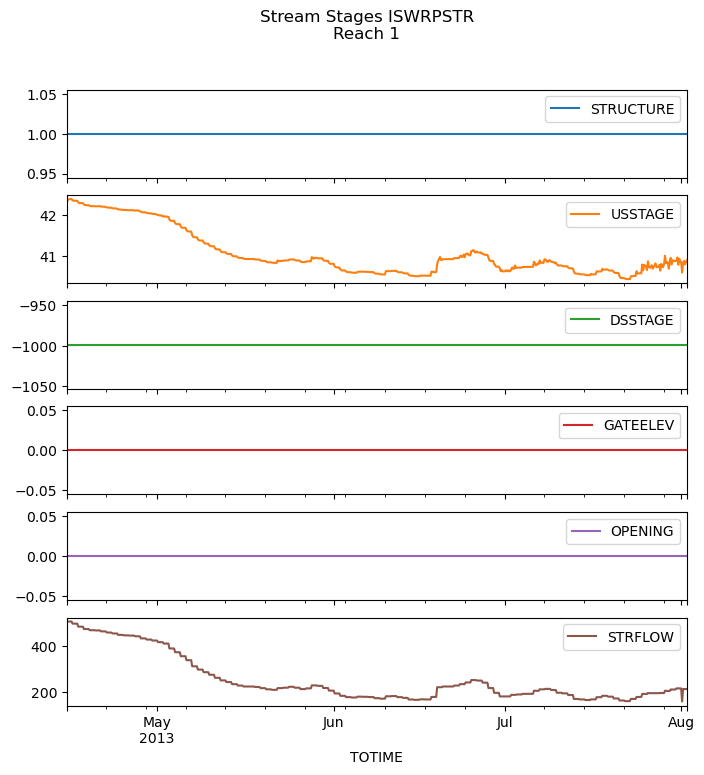 Stream Stages ISWRPSTR
Reach 1
1.05
1.00
0.95
STRUCTURE
42
41
USSTAGE
−950
−1000
−1050
DSSTAGE
0.05
0.00
−0.05
GATEELEV
0.05
0.00
−0.05
OPENING
400
200
STRFLOW
May
2013
Jun
Jul
Aug
TOTIME